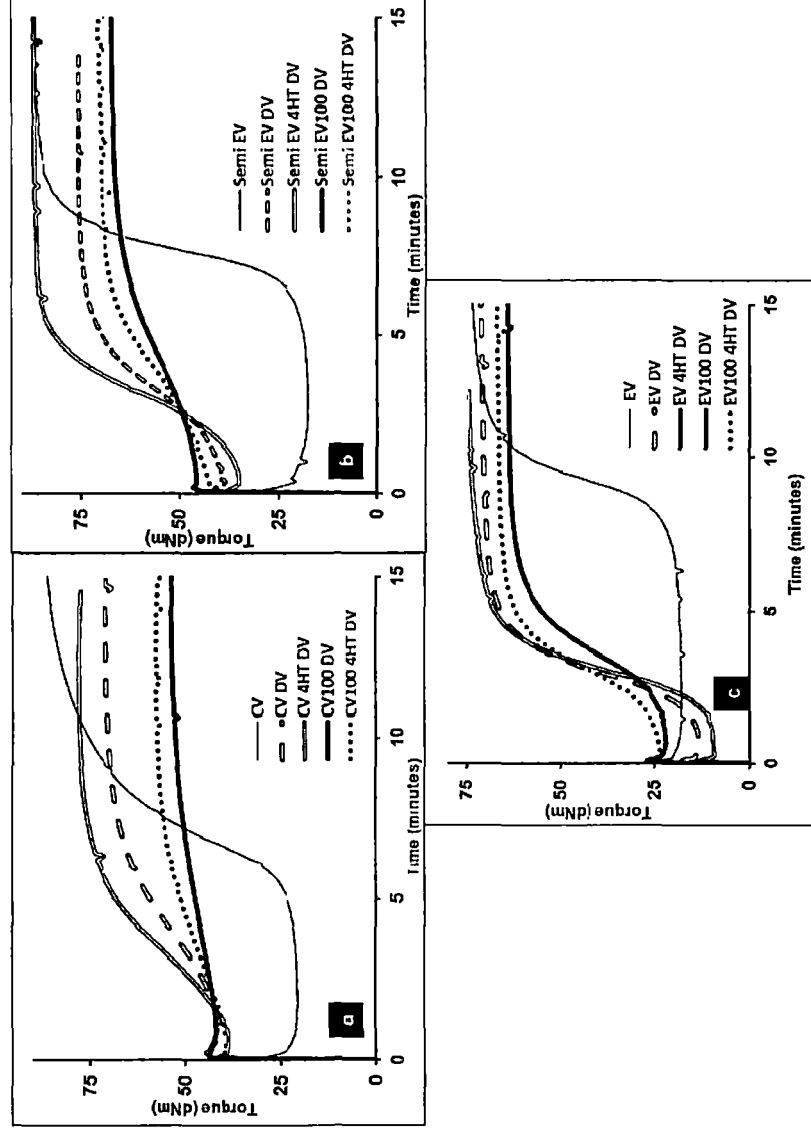 Torque (dNm)
75
50
25
0
a
CV
CV DV
CV 4HT DV
CV100 DV
CV100 4HT DV
0
5
10
15
Time (minutes)
Torque (dNm)
75
50
25
0
b
Semi EV
Semi EV DV
Semi EV 4HT DV
Semi EV100 DV
Semi EV100 4HT DV
0
5
10
15
Time (minutes)
Torque (dNm)
75
50
25
0
c
EV
EV DV
EV 4HT DV
EV100 DV
EV100 4HT DV
0
5
10
15
Time (minutes)